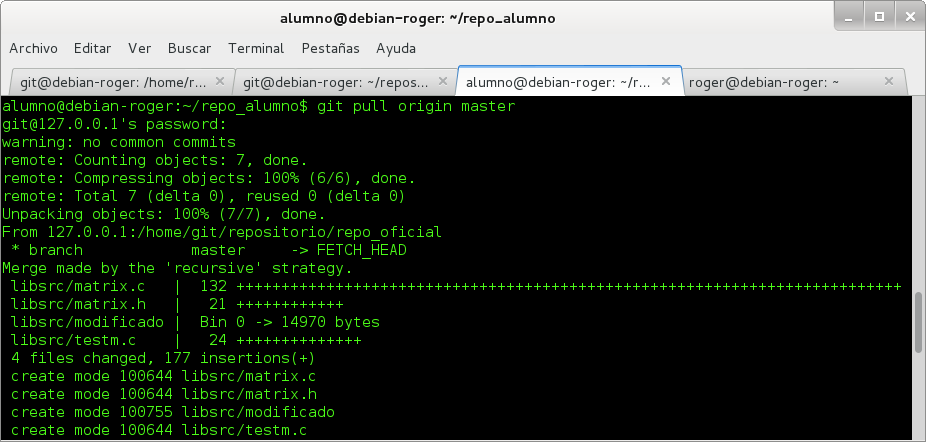 alumno@debian-roger: ~/repo_alumno
Archivo Editar Ver Buscar Terminal Pestañas Ayuda
git@debian-roger: /home/r... git@debian-roger: ~/repos... alumno@debian-roger: ~/r... roger@debian-roger: ~
alumno@debian-roger:~/repo_alumno$ git pull origin master
git@127.0.0.1's password:
warning: no common commits
remote: Counting objects: 7, done.
remote: Compressing objects: 100% (6/6), done.
remote: Total 7 (delta 0), reused 0 (delta 0)
Unpacking objects: 100% (7/7), done.
From 127.0.0.1:/home/git/repositorio/repo_oficial
 * branch            master     -> FETCH_HEAD
Merge made by the 'recursive' strategy.
 libsrc/matrix.c   |  132 ++++++++++++++++++++++++++++++++++++++++++++++++++++++++++++++++++++++++++
 libsrc/matrix.h   |   21 ++++++++++++
 libsrc/modificado |  Bin 0 -> 14970 bytes
 libsrc/testm.c    |   24 ++++++++++++++
 4 files changed, 177 insertions(+)
 create mode 100644 libsrc/matrix.c
 create mode 100644 libsrc/matrix.h
 create mode 100755 libsrc/modificado
 create mode 100644 libsrc/testm.c